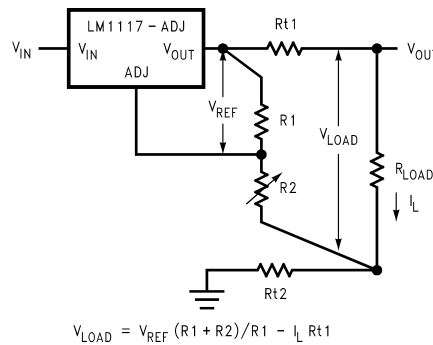 LM1117-ADJ
Rt1
V_IN
V_IN
V_OUT
V_OUT
ADJ
V_REF
R1
V_LOAD
R_LOAD
R2
I_L
Rt2
V_LOAD = V_REF (R1 + R2)/R1 - I_L Rt1